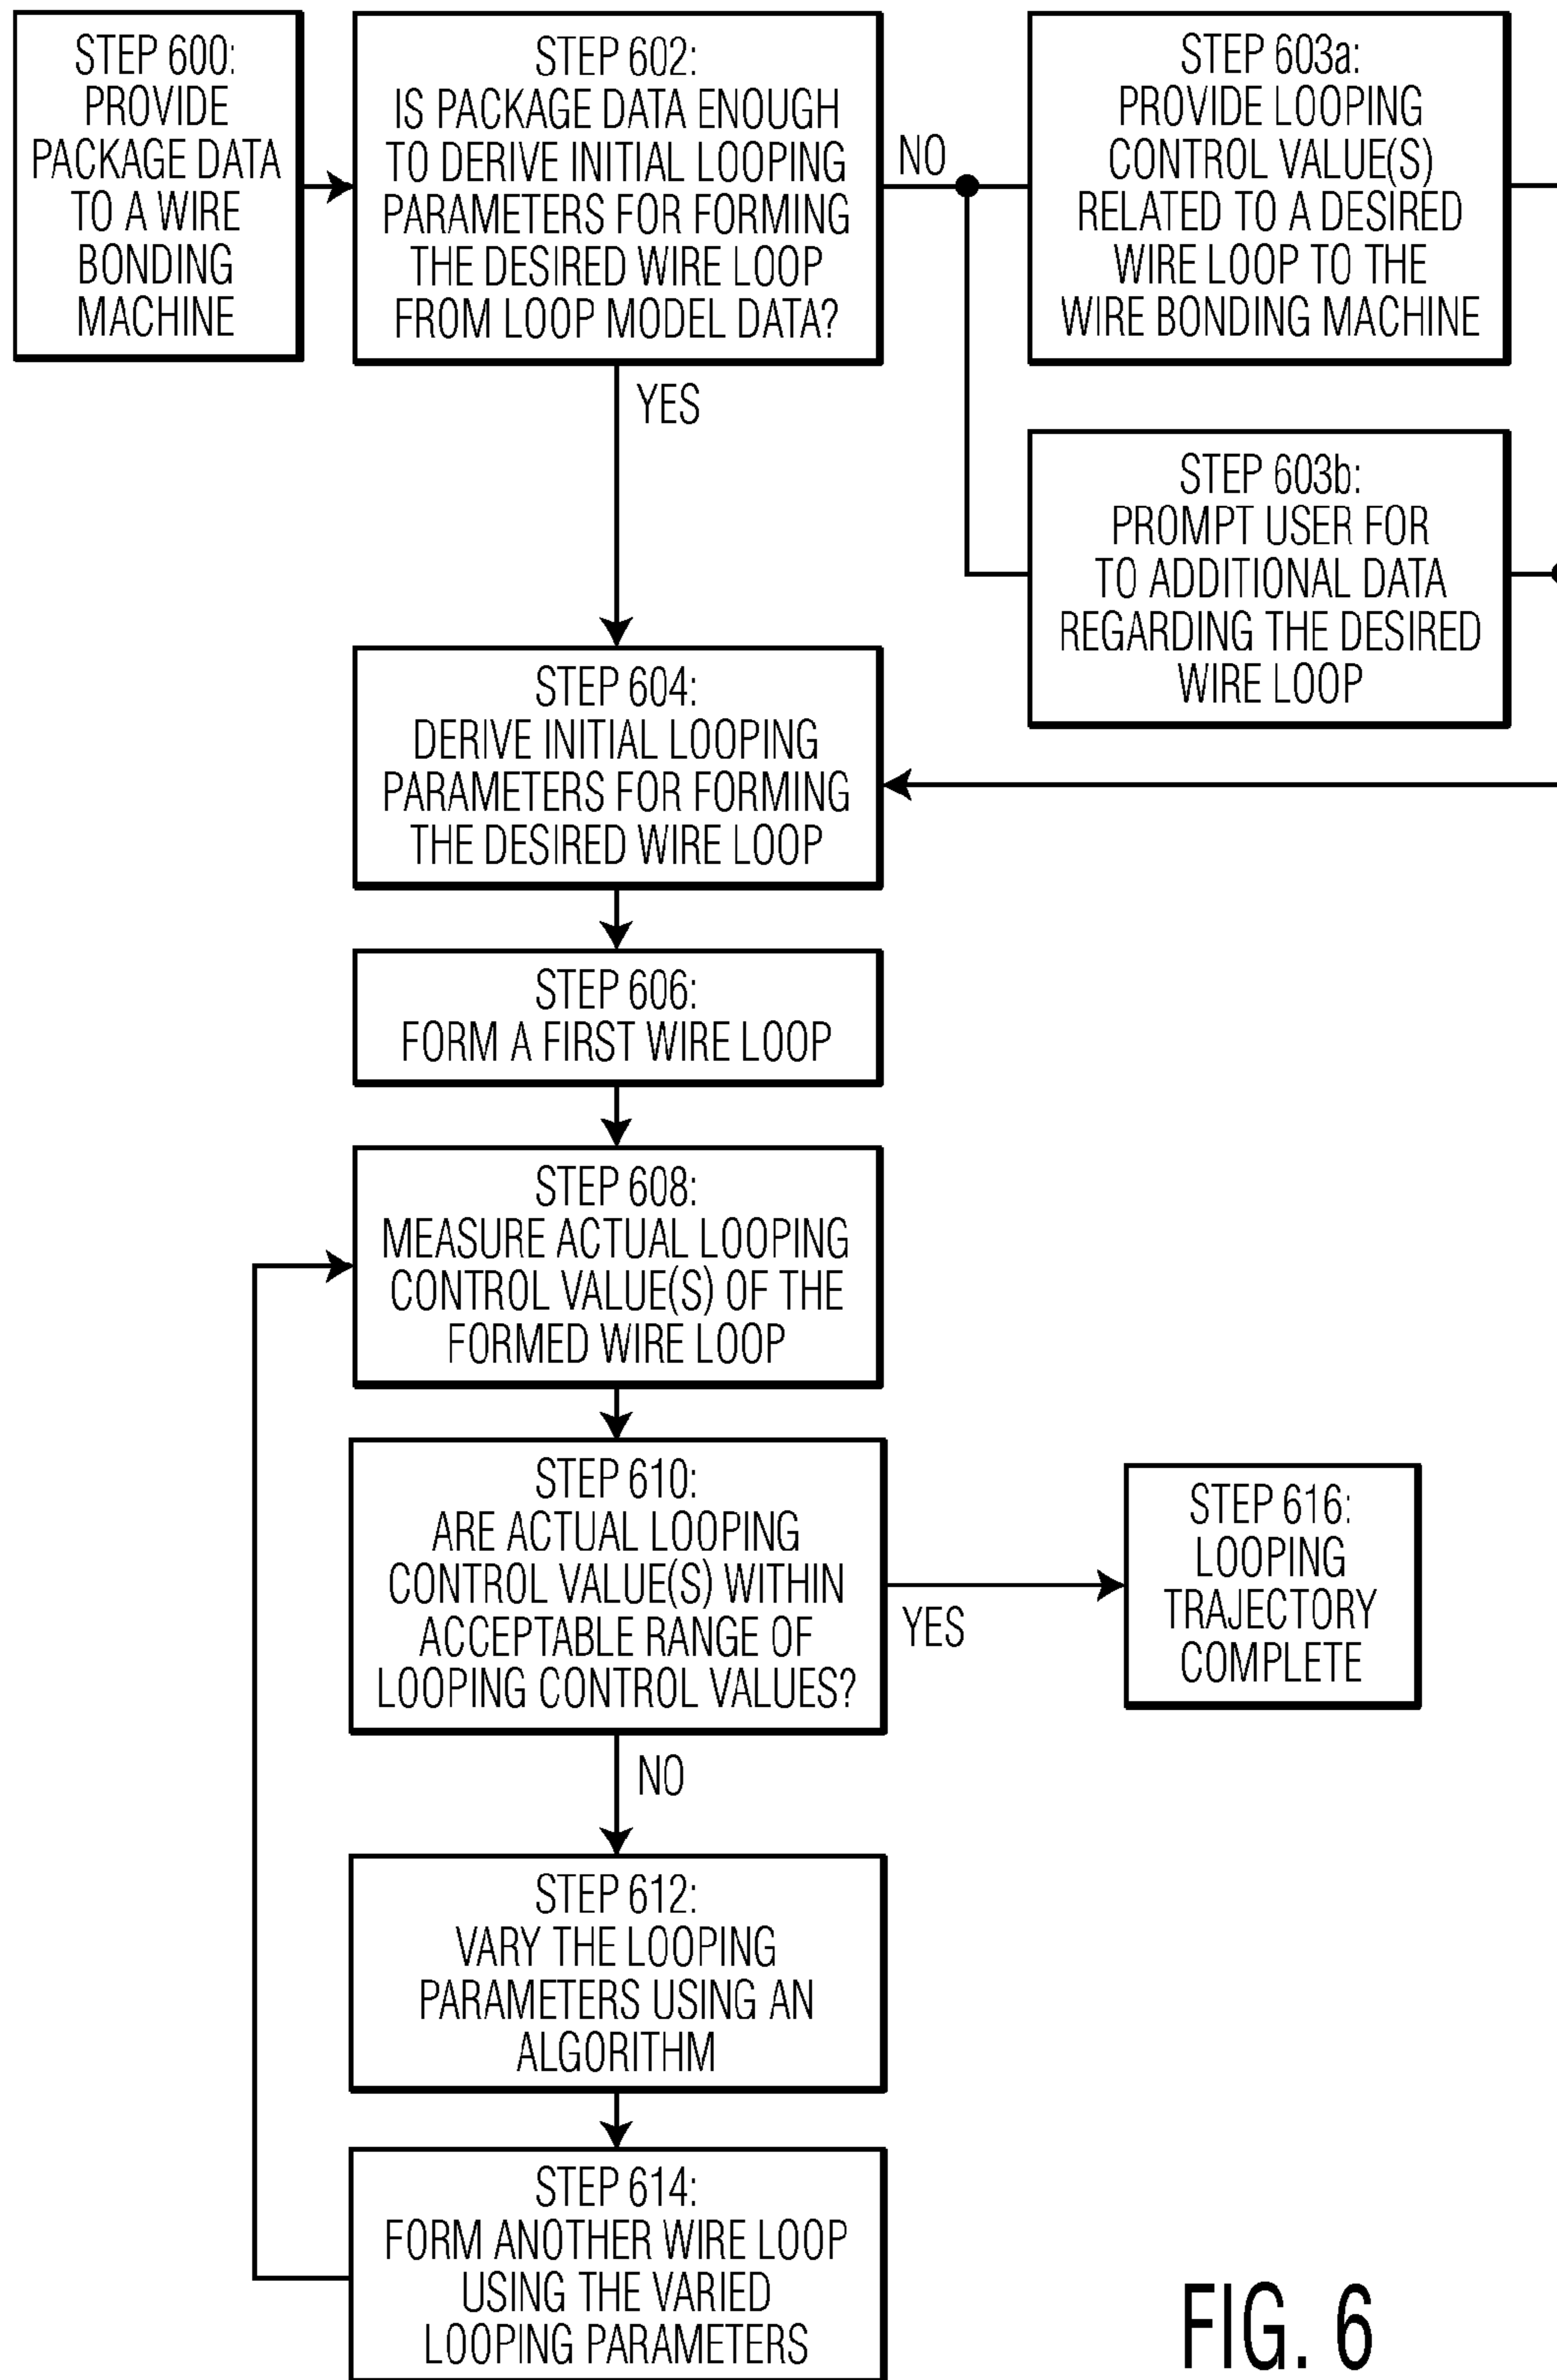 STEP 600:
PROVIDE
PACKAGE DATA
TO A WIRE
BONDING
MACHINE
STEP 602:
IS PACKAGE DATA ENOUGH
TO DERIVE INITIAL LOOPING
PARAMETERS FOR FORMING
THE DESIRED WIRE LOOP
FROM LOOP MODEL DATA?
NO
STEP 603a:
PROVIDE LOOPING
CONTROL VALUE(S)
RELATED TO A DESIRED
WIRE LOOP TO THE
WIRE BONDING MACHINE
YES
STEP 603b:
PROMPT USER FOR
TO ADDITIONAL DATA
REGARDING THE DESIRED
WIRE LOOP
STEP 604:
DERIVE INITIAL LOOPING
PARAMETERS FOR FORMING
THE DESIRED WIRE LOOP
STEP 606:
FORM A FIRST WIRE LOOP
STEP 608:
MEASURE ACTUAL LOOPING
CONTROL VALUE(S) OF THE
FORMED WIRE LOOP
STEP 610:
ARE ACTUAL LOOPING
CONTROL VALUE(S) WITHIN
ACCEPTABLE RANGE OF
LOOPING CONTROL VALUES?
YES
STEP 616:
LOOPING
TRAJECTORY
COMPLETE
NO
STEP 612:
VARY THE LOOPING
PARAMETERS USING AN
ALGORITHM
STEP 614:
FORM ANOTHER WIRE LOOP
USING THE VARIED
LOOPING PARAMETERS
FIG. 6